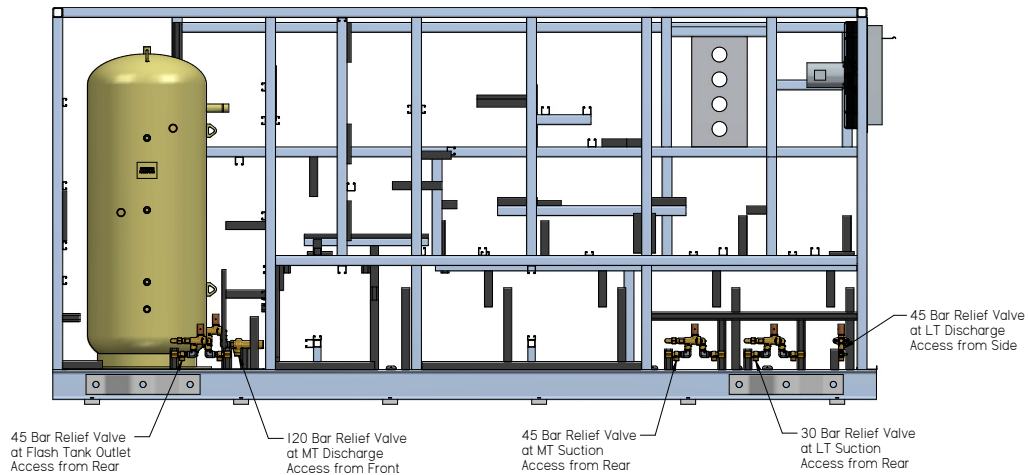 45 Bar Relief Valve
at LT Discharge
Access from Side
45 Bar Relief Valve
at Flash Tank Outlet
Access from Rear
120 Bar Relief Valve
at MT Discharge
Access from Front
45 Bar Relief Valve
at MT Suction
Access from Rear
30 Bar Relief Valve
at LT Suction
Access from Rear